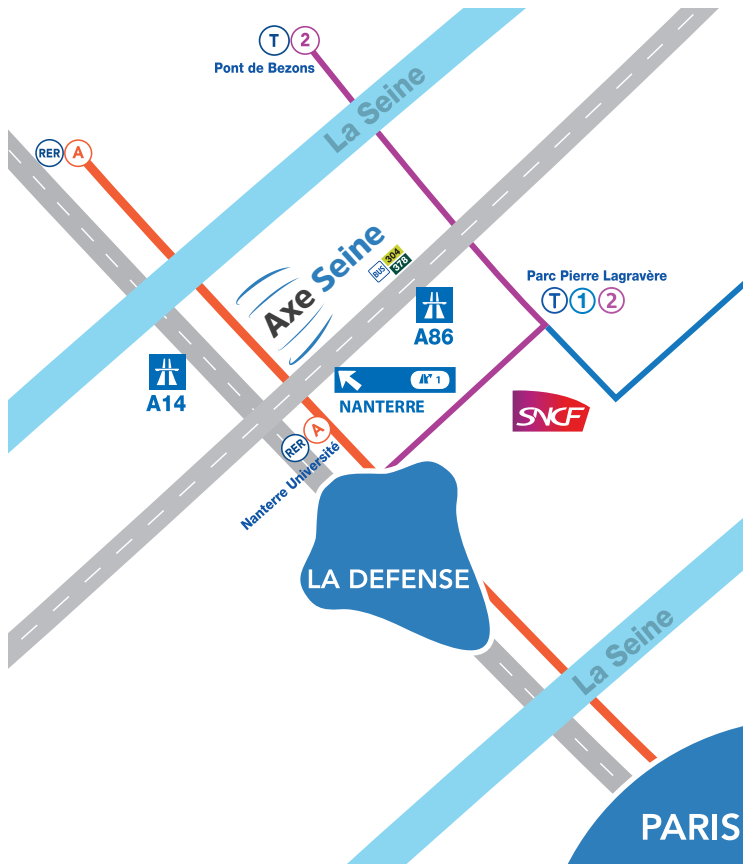 T 2
Pont de Bezons
La Seine
RER A
Axe Seine
BUS 304 378
Parc Pierre Lagravère
T 1 2
A86
A14
1
NANTERRE
SNCF
RER A
Nanterre Université
LA DEFENSE
La Seine
PARIS